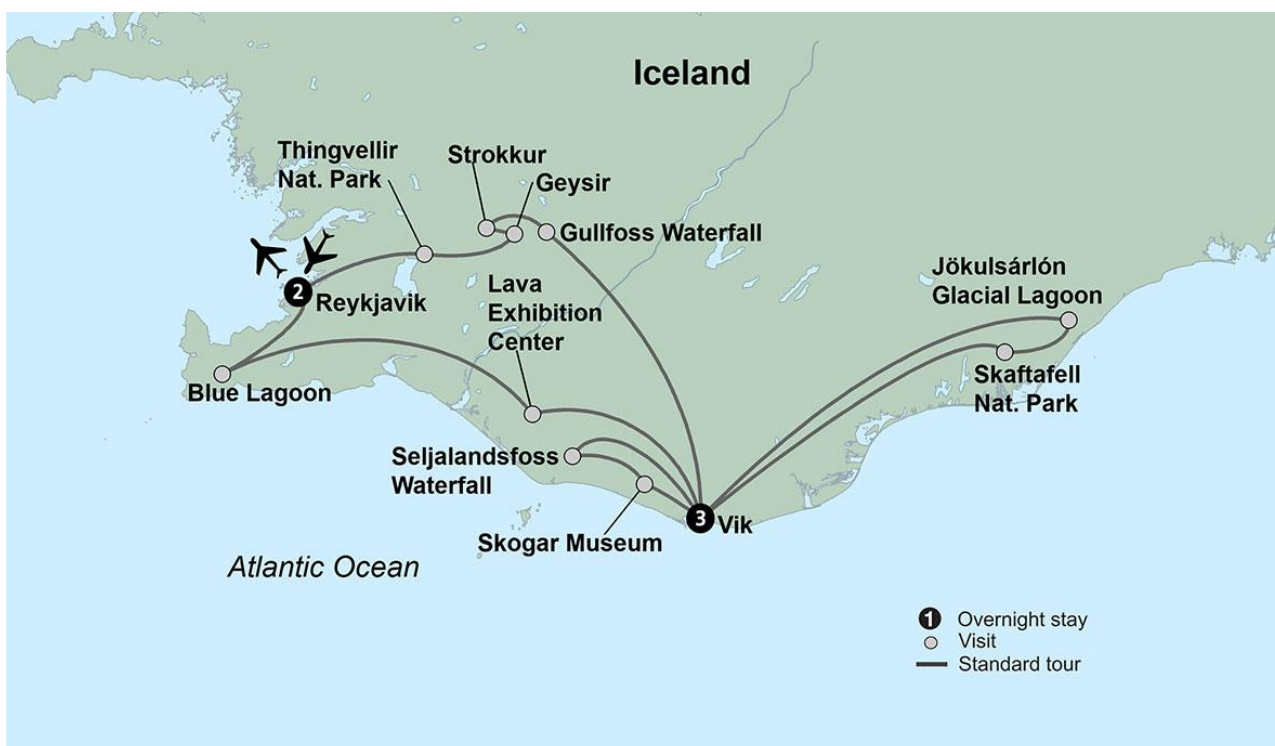 Iceland
Thingvellir
Nat. Park
Strokkur
Geysir
Gullfoss Waterfall
Jökulsárlón
Glacial Lagoon
2
Reykjavik
Lava
Exhibition
Center
Blue Lagoon
Skaftafell
Nat. Park
Seljalandsfoss
Waterfall
3
Vik
Skogar Museum
Atlantic Ocean
1 Overnight stay
Visit
Standard tour